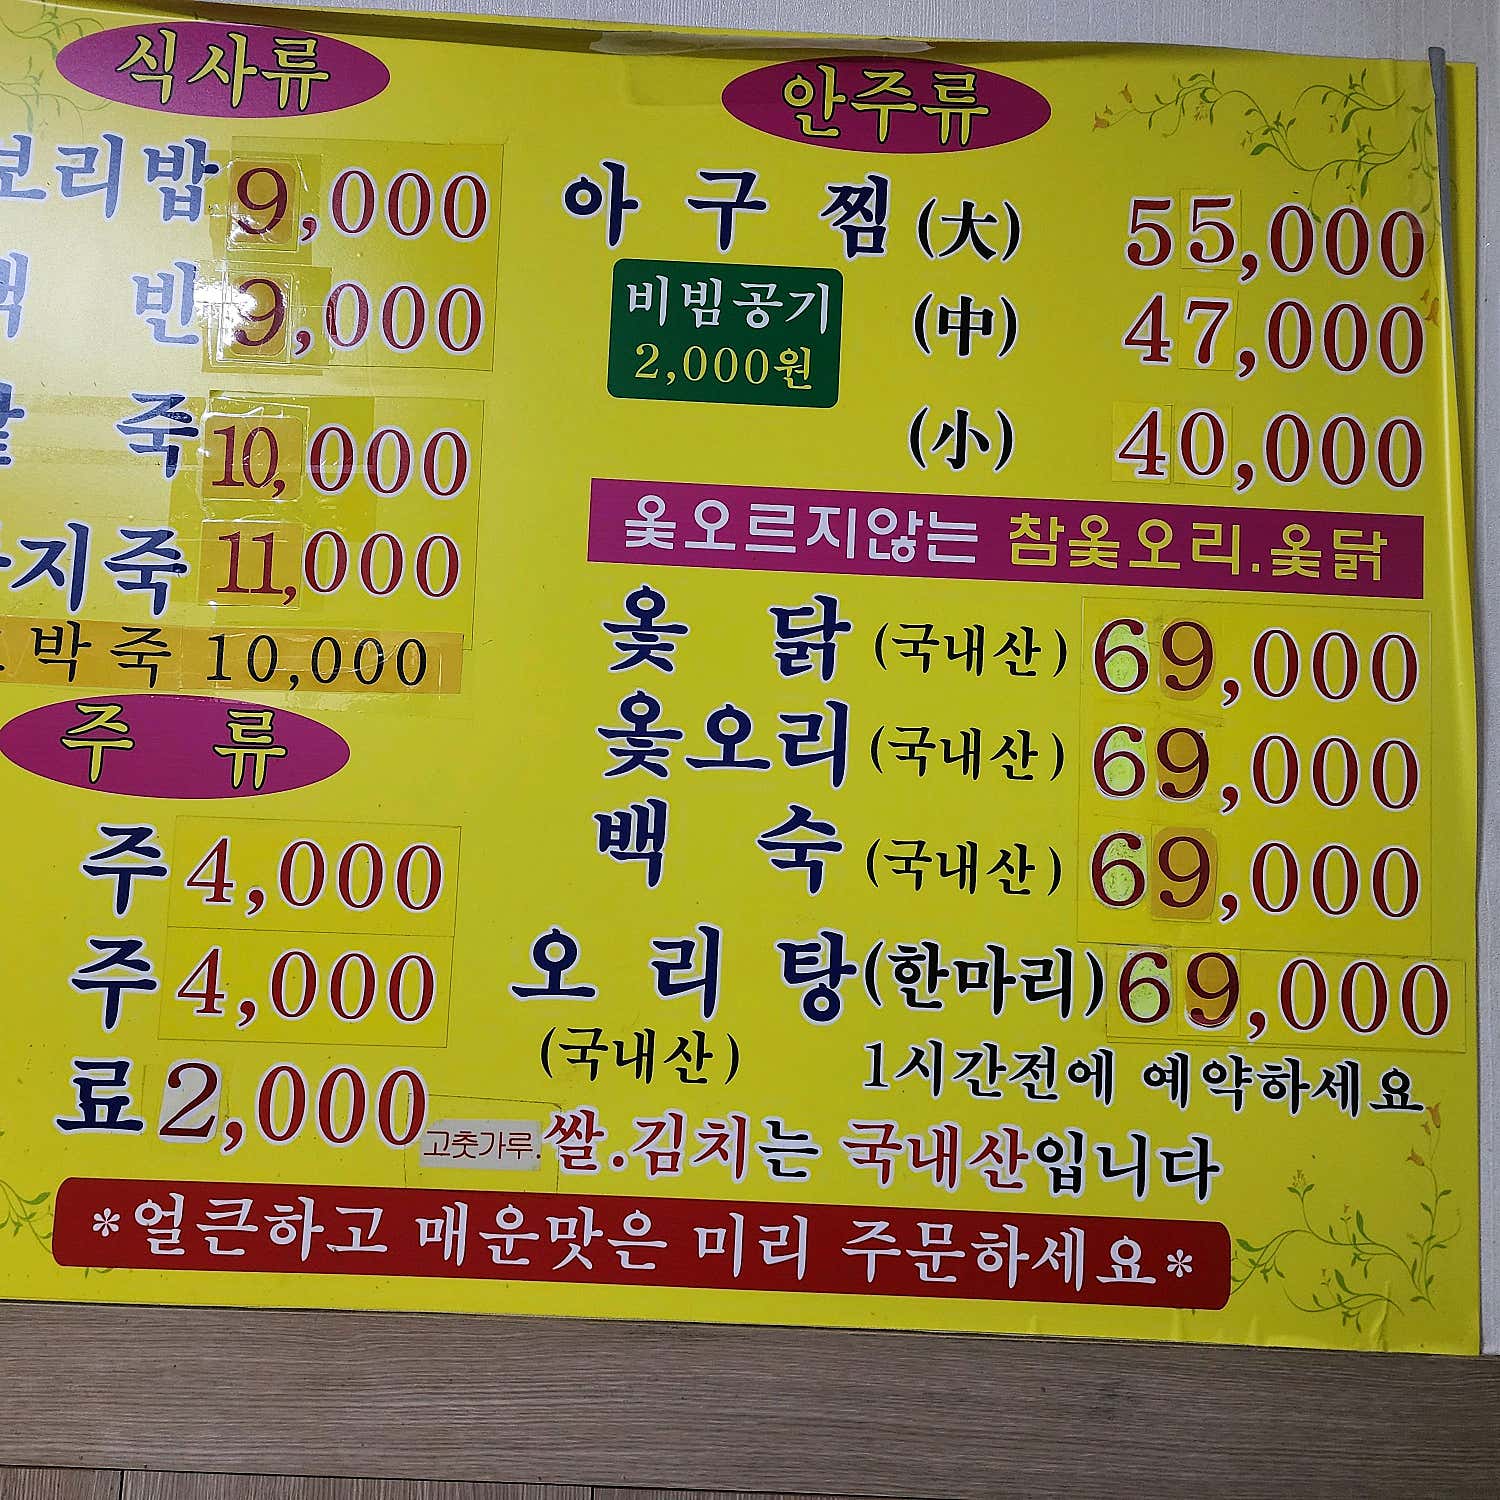 식사류
보리밥 9,000
백 빈 9,000
팥 죽 10,000
지죽 11,000
박죽 10,000
주 류
주 4,000
주 4,000
료 2,000
안주류
아 구 찜 (大) 55,000
비빔공기
2,000원
(中) 47,000
(小) 40,000
옻오르지않는 참옻오리.옻닭
옻 닭 (국내산) 69,000
옻오리 (국내산) 69,000
백 숙 (국내산) 69,000
오 리 탕 (한마리) 69,000
(국내산)
1시간전에 예약하세요
고춧가루.쌀.김치는 국내산입니다
*얼큰하고 매운맛은 미리 주문하세요*